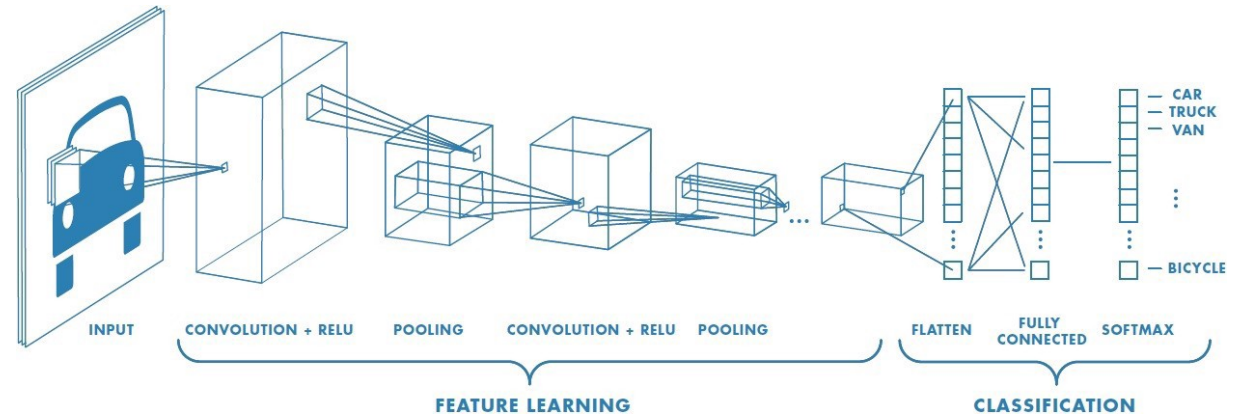 CAR
TRUCK
VAN
BICYCLE
INPUT
CONVOLUTION + RELU
POOLING
CONVOLUTION + RELU
POOLING
FLATTEN
FULLY
CONNECTED
SOFTMAX
FEATURE LEARNING
CLASSIFICATION